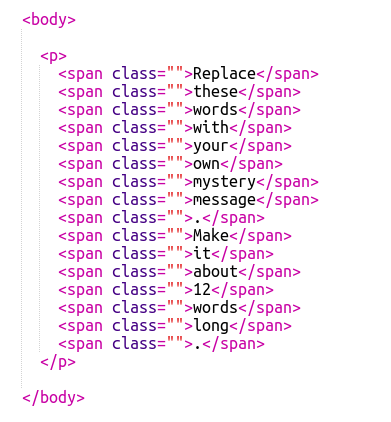 <body>
<p>
<span class="">Replace</span>
<span class="">these</span>
<span class="">words</span>
<span class="">with</span>
<span class="">your</span>
<span class="">own</span>
<span class="">mystery</span>
<span class="">message</span>
<span class="">.</span>
<span class="">Make</span>
<span class="">it</span>
<span class="">about</span>
<span class="">12</span>
<span class="">words</span>
<span class="">long</span>
<span class="">.</span>
</p>
</body>